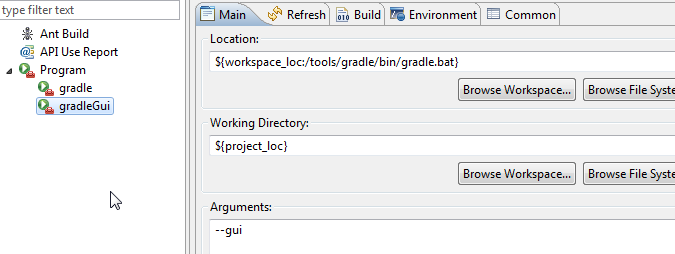 type filter text
Ant Build
API Use Report
Program
gradle
gradleGui
Main
Refresh
Build
Environment
Common
Location:
${workspace_loc:/tools/gradle/bin/gradle.bat}
Browse Workspace...
Browse File Syste
Working Directory:
${project_loc}
Browse Workspace...
Browse File Syste
Arguments:
--gui